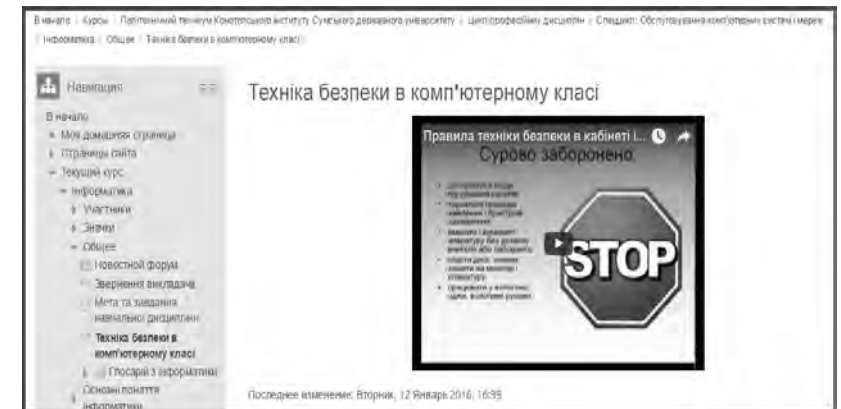 В начало / Курсы / Політехнічний технікум Конотопського інституту Сумського державного університету / Цикл професійних дисциплін / Спеццикл: Обслуговування комп'ютерних систем і мереж
/ Інформатика / Общее / Техніка безпеки в комп'ютерному класі
Навигация
В начало
Моя домашняя страница
Страницы сайта
Текущий курс
Інформатика
Участники
Значки
Общее
Новостной форум
Звернення викладача
Мета та завдання
навчальної дисципліни
Техніка безпеки в
комп'ютерному класі
Глосарій з інформатики
Основні поняття
інформатики
Техніка безпеки в комп'ютерному класі
Правила техніки безпеки в кабінеті і...
Сурово заборонено:
STOP
Последнее изменение: Вторник, 12 Январь 2016, 16:39